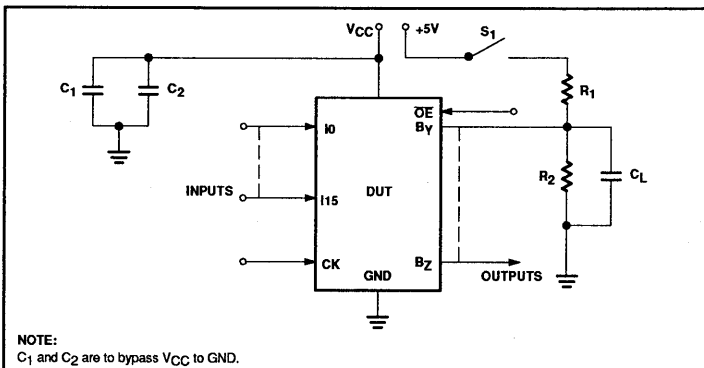 VCC +5V S1
C1 C2 R1
I0 OE
BY
INPUTS R2 CL
I15 DUT
CK BZ
GND OUTPUTS
NOTE:
C1 and C2 are to bypass VCC to GND.